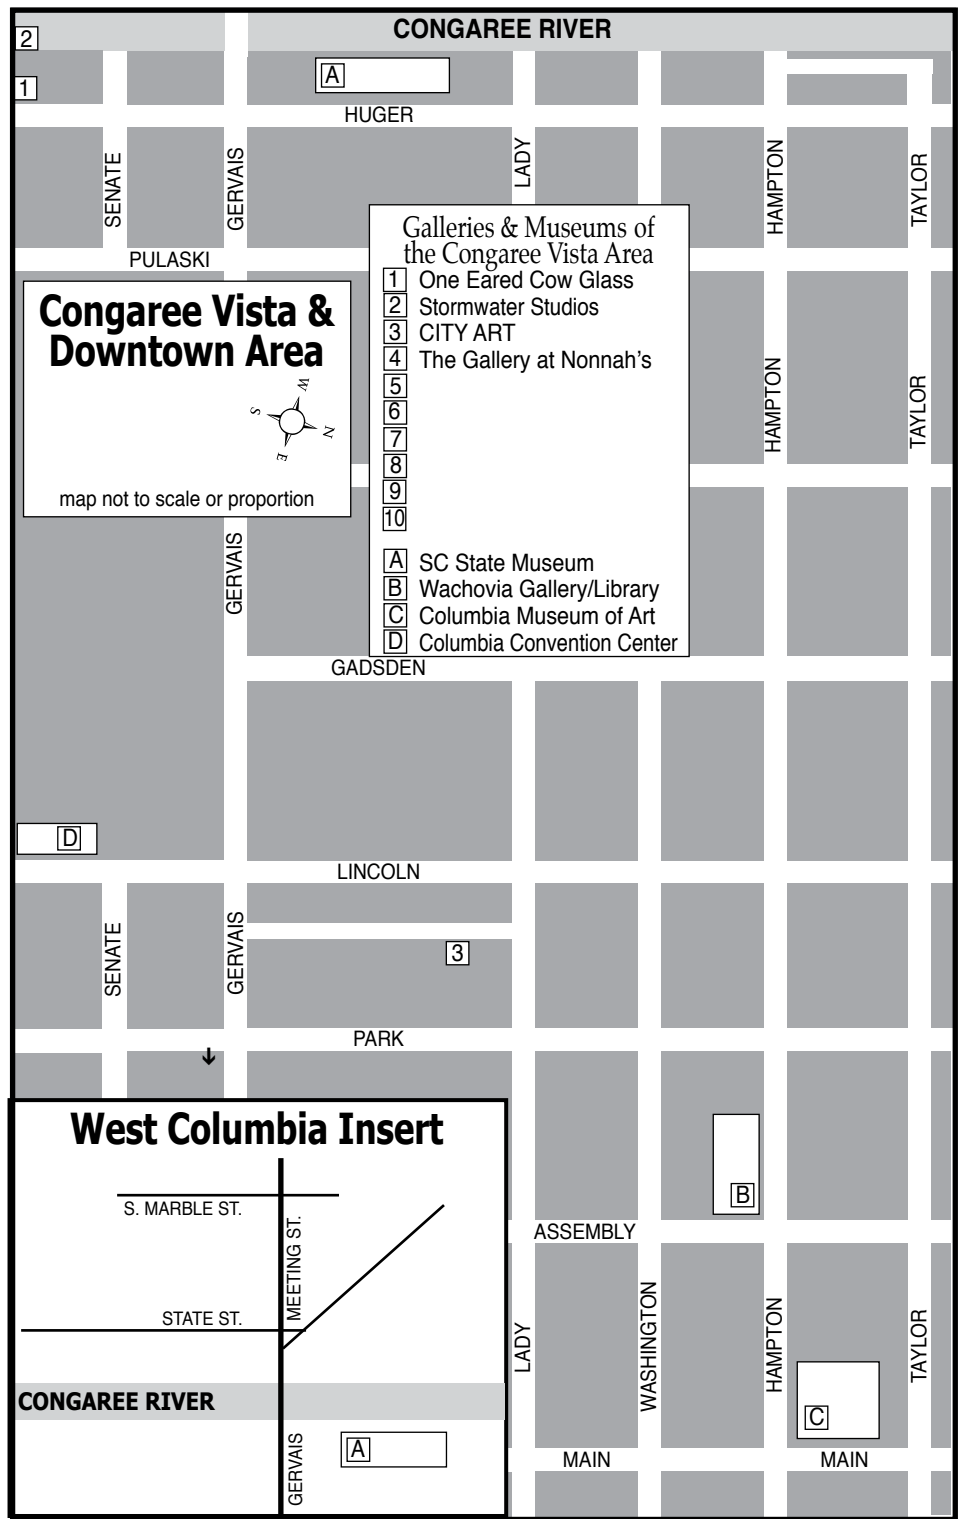 CONGAREE RIVER
2
1
A
HUGER
SENATE
GERVAIS
LADY
HAMPTON
TAYLOR
PULASKI
Galleries & Museums of
the Congaree Vista Area
1 One Eared Cow Glass
2 Stormwater Studios
3 CITY ART
4 The Gallery at Nonnah's
5
6
7
8
9
10
A SC State Museum
B Wachovia Gallery/Library
C Columbia Museum of Art
D Columbia Convention Center
Congaree Vista &
Downtown Area
W
S
N
E
map not to scale or proportion
HAMPTON
TAYLOR
GERVAIS
GADSDEN
D
LINCOLN
SENATE
GERVAIS
3
PARK
West Columbia Insert
S. MARBLE ST.
MEETING ST.
STATE ST.
CONGAREE RIVER
GERVAIS
A
B
ASSEMBLY
LADY
WASHINGTON
HAMPTON
TAYLOR
C
MAIN
MAIN